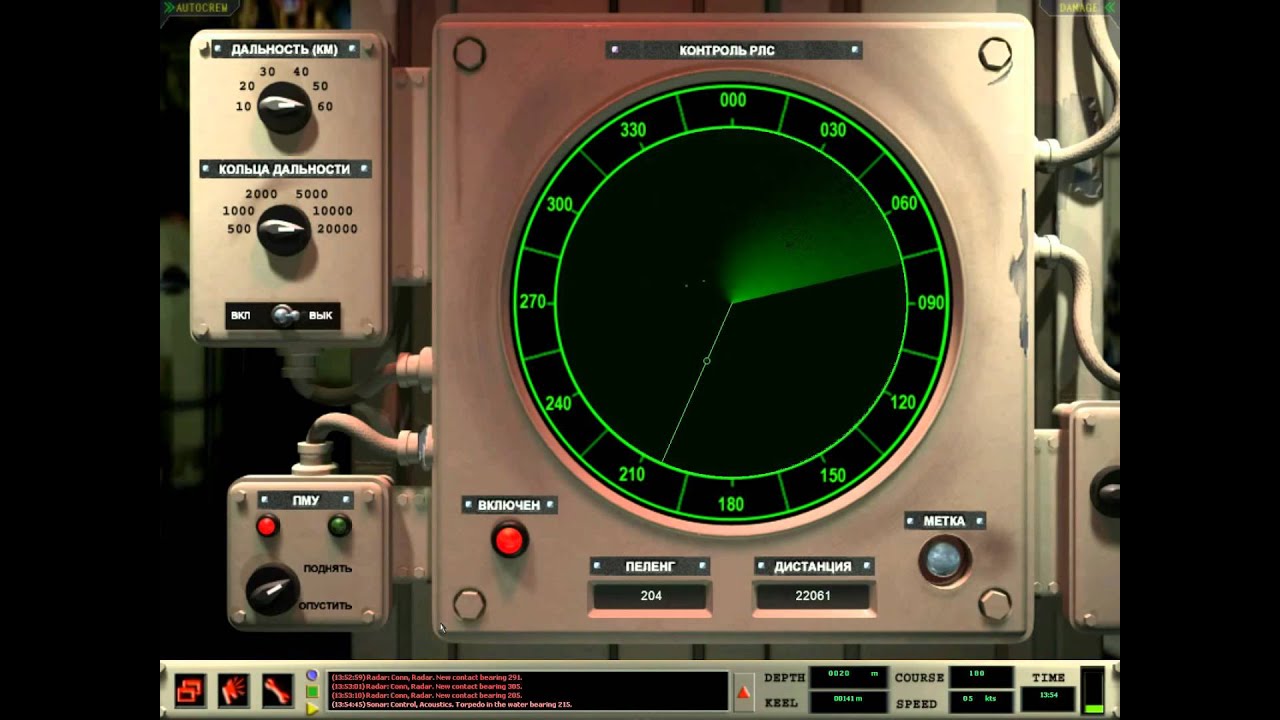 AUTOCREW
DAMAGE
ДАЛЬНОСТЬ (КМ)
30 40
20 50
10 60
КОЛЬЦА ДАЛЬНОСТИ
2000 5000
1000 10000
500 20000
ВКЛ ВЫК
КОНТРОЛЬ РЛС
000
330 030
300 060
270 090
240 120
210 150
180
ПМУ
ПОДНЯТЬ
ОПУСТИТЬ
ВКЛЮЧЕН
МЕТКА
ПЕЛЕНГ ДИСТАНЦИЯ
204 22061
(13:52:59) Radar: Conn, Radar. New contact bearing 291.
(13:53:01) Radar: Conn, Radar. New contact bearing 305.
(13:53:10) Radar: Conn, Radar. New contact bearing 205.
(13:54:45) Sonar: Control, Acoustics. Torpedo in the water bearing 215.
DEPTH 0020 m COURSE 180 TIME
KEEL 00141 m SPEED 05 kts 13:54